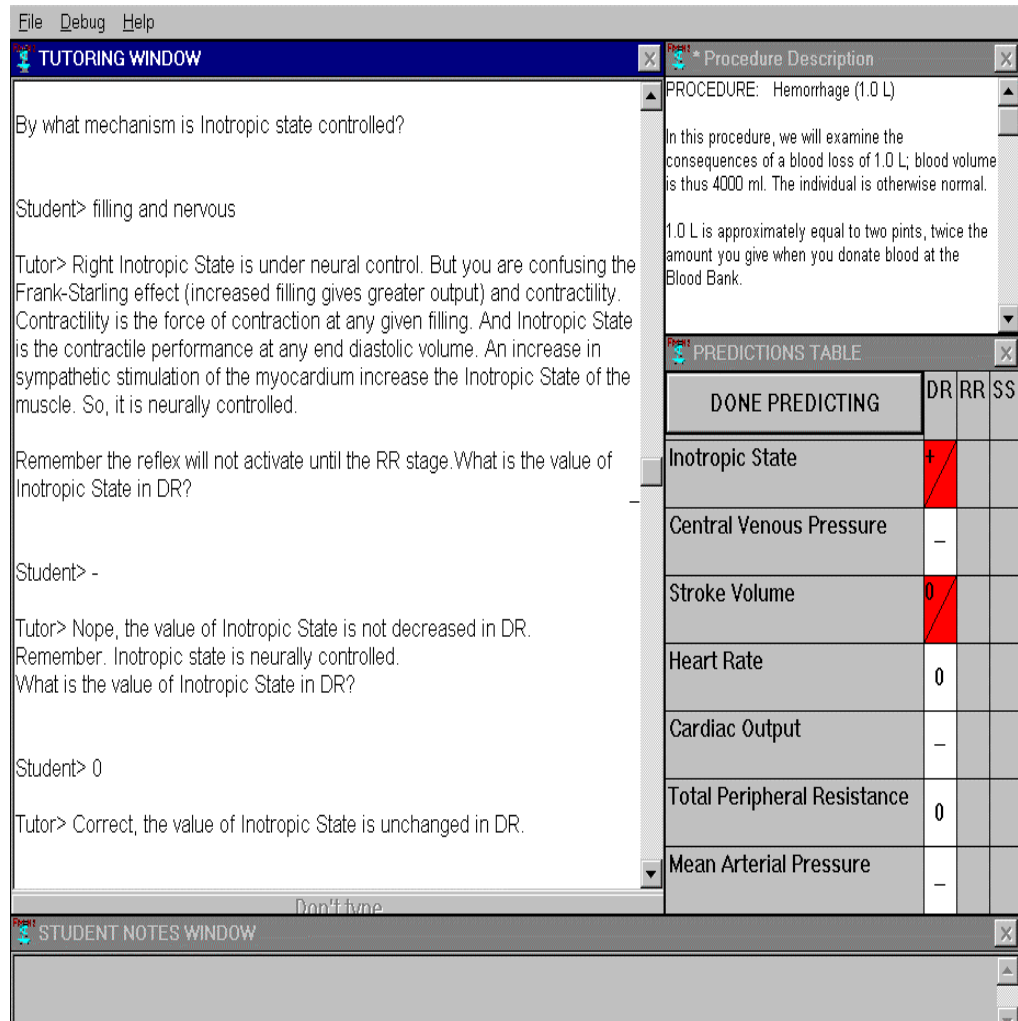 File Debug Help
TUTORING WINDOW
By what mechanism is Inotropic state controlled?
Student> filling and nervous
Tutor> Right Inotropic State is under neural control. But you are confusing the
Frank-Starling effect (increased filling gives greater output) and contractility.
Contractility is the force of contraction at any given filling. And Inotropic State
is the contractile performance at any end diastolic volume. An increase in
sympathetic stimulation of the myocardium increase the Inotropic State of the
muscle. So, it is neurally controlled.
Remember the reflex will not activate until the RR stage.What is the value of
Inotropic State in DR?
Student> -
Tutor> Nope, the value of Inotropic State is not decreased in DR.
Remember. Inotropic state is neurally controlled.
What is the value of Inotropic State in DR?
Student> 0
Tutor> Correct, the value of Inotropic State is unchanged in DR.
Don't type
* Procedure Description
PROCEDURE: Hemorrhage (1.0 L)
In this procedure, we will examine the
consequences of a blood loss of 1.0 L; blood volume
is thus 4000 ml. The individual is otherwise normal.
1.0 L is approximately equal to two pints, twice the
amount you give when you donate blood at the
Blood Bank.
PREDICTIONS TABLE
DONE PREDICTING DR RR SS
Inotropic State +
Central Venous Pressure -
Stroke Volume 0
Heart Rate 0
Cardiac Output -
Total Peripheral Resistance 0
Mean Arterial Pressure -
STUDENT NOTES WINDOW